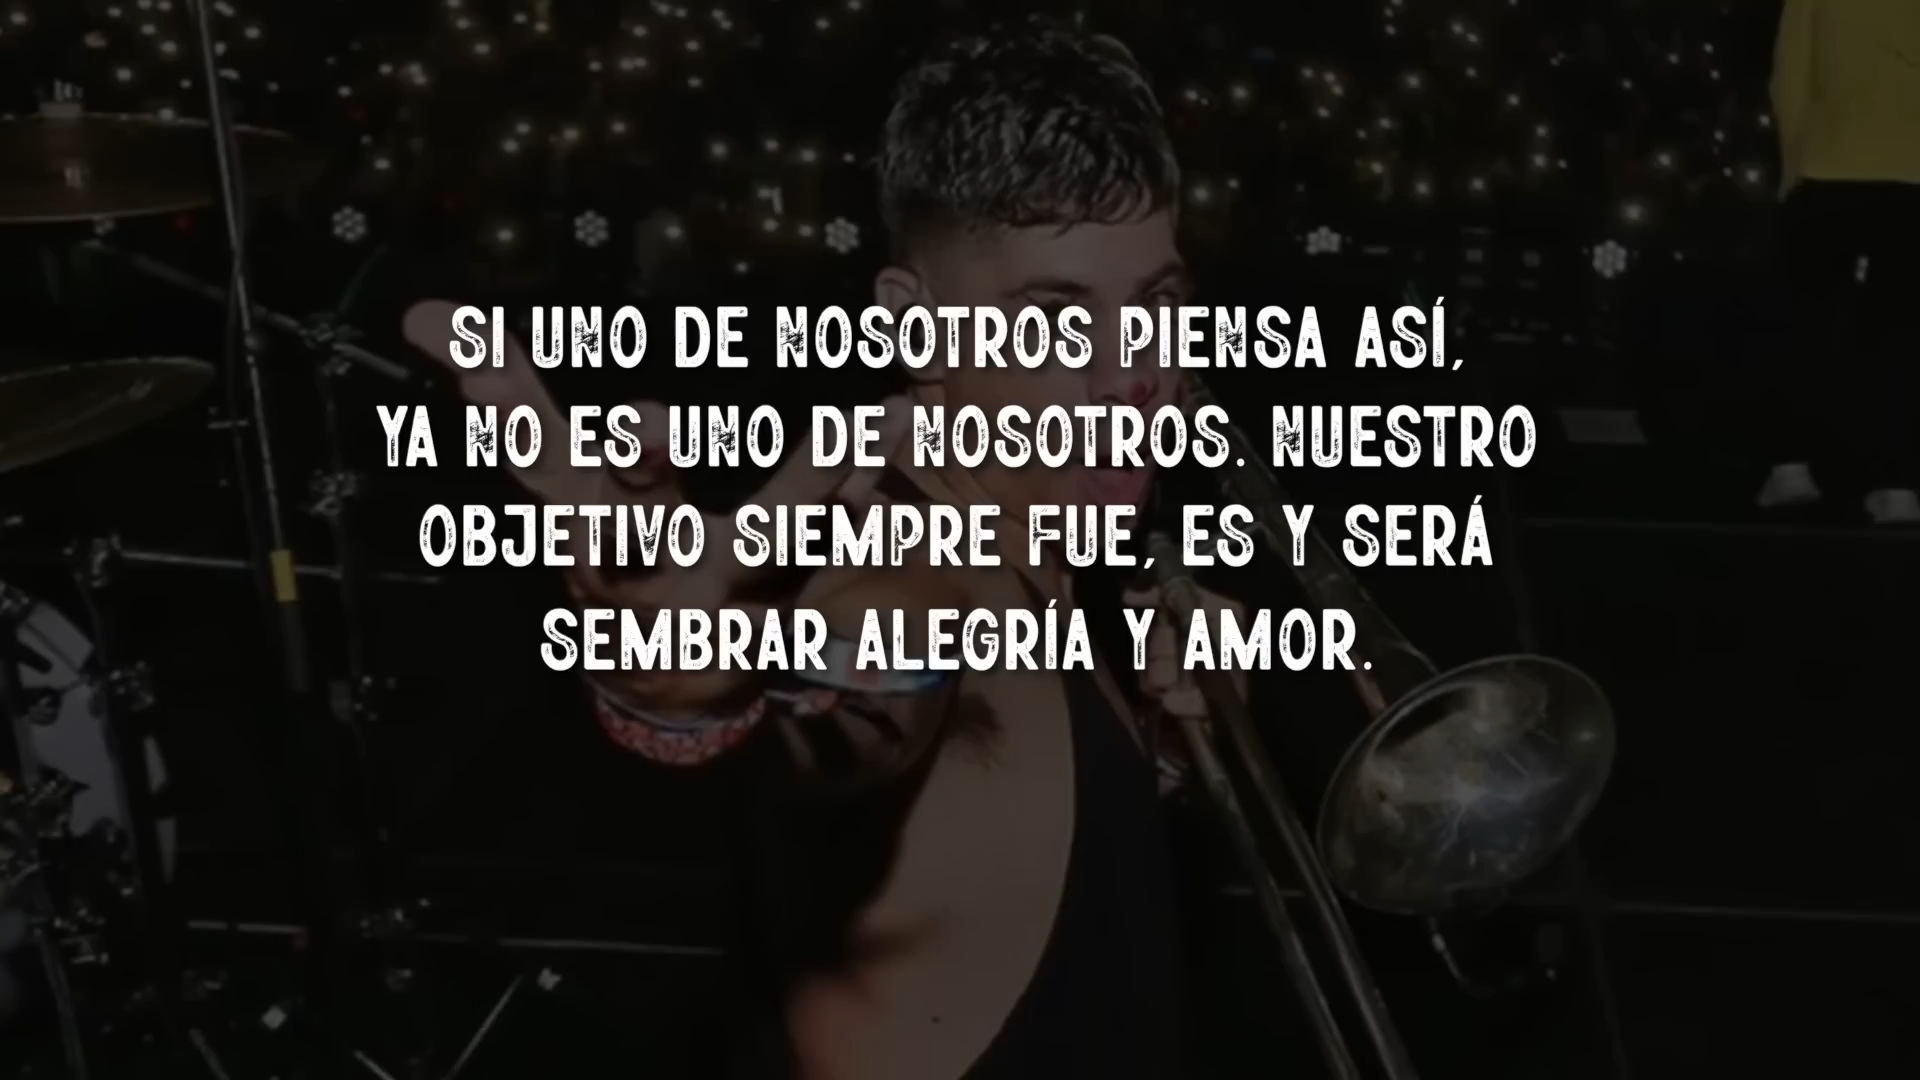 SI UNO DE NOSOTROS PIENSA ASÍ,
YA NO ES UNO DE NOSOTROS. NUESTRO
OBJETIVO SIEMPRE FUE, ES Y SERÁ
SEMBRAR ALEGRÍA Y AMOR.